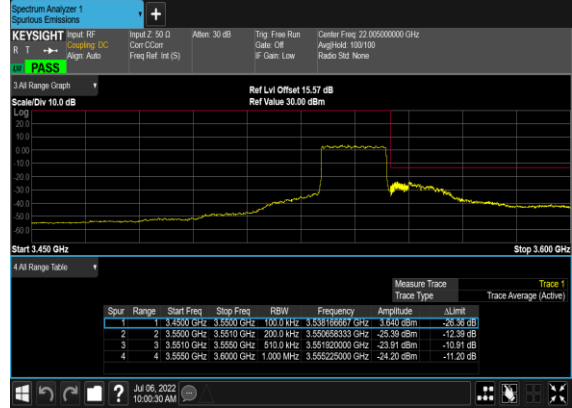 Spectrum Analyzer 1
Spurious Emissions
KEYSIGHT Input: RF Input Z: 50 Ω Atten: 30 dB Trig: Free Run Center Freq: 22.005000000 GHz
R T Coupling: DC Corr CCorr Gate: Off Avg|Hold: 100/100
Align: Auto Freq Ref: Int (S) IF Gain: Low Radio Std: None
PASS
3 All Range Graph
Ref Lvl Offset 15.57 dB
Scale/Div 10.0 dB Ref Value 30.00 dBm
Log
20.0
10.0
0.00
-10.0
-20.0
-30.0
-40.0
-50.0
-60.0
Start 3.450 GHz Stop 3.600 GHz
4 All Range Table
Measure Trace Trace 1
Trace Type Trace Average (Active)
Spur Range Start Freq Stop Freq RBW Frequency Amplitude ΔLimit
1 1 3.4500 GHz 3.5500 GHz 100.0 kHz 3.538166667 GHz 3.640 dBm -26.36 dB
2 2 3.5500 GHz 3.5510 GHz 200.0 kHz 3.550658333 GHz -25.39 dBm -12.39 dB
3 3 3.5510 GHz 3.5550 GHz 510.0 kHz 3.551920000 GHz -23.91 dBm -10.91 dB
4 4 3.5550 GHz 3.6000 GHz 1.000 MHz 3.555225000 GHz -24.20 dBm -11.20 dB
? Jul 06, 2022
10:00:30 AM